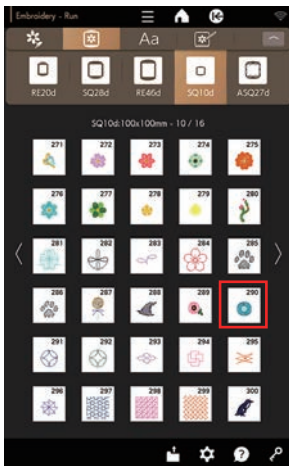 Embroidery - Run
Aa
RE20d SQ28d RE46d SQ10d ASQ27d
SQ10d:100x100mm - 10 / 16
271 272 273 274 275
276 277 278 279 280
281 282 283 284 285
286 287 288 289 290
291 292 293 294 295
296 297 298 299 300